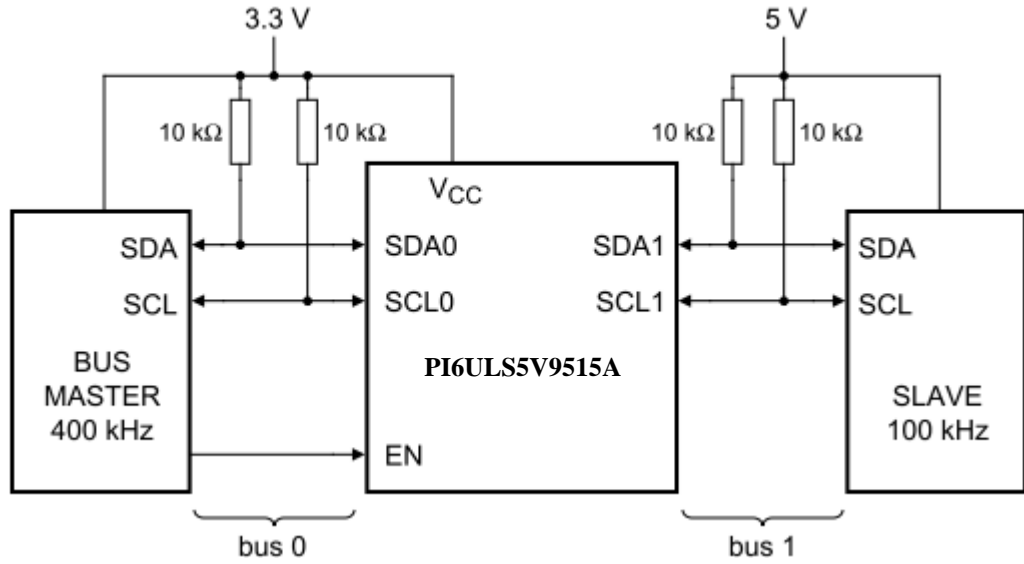 3.3 V
5 V
10 kΩ
10 kΩ
10 kΩ
10 kΩ
VCC
SDA
SDA0
SDA1
SDA
SCL
SCL0
SCL1
SCL
PI6ULS5V9515A
BUS
MASTER
400 kHz
SLAVE
100 kHz
EN
bus 0
bus 1